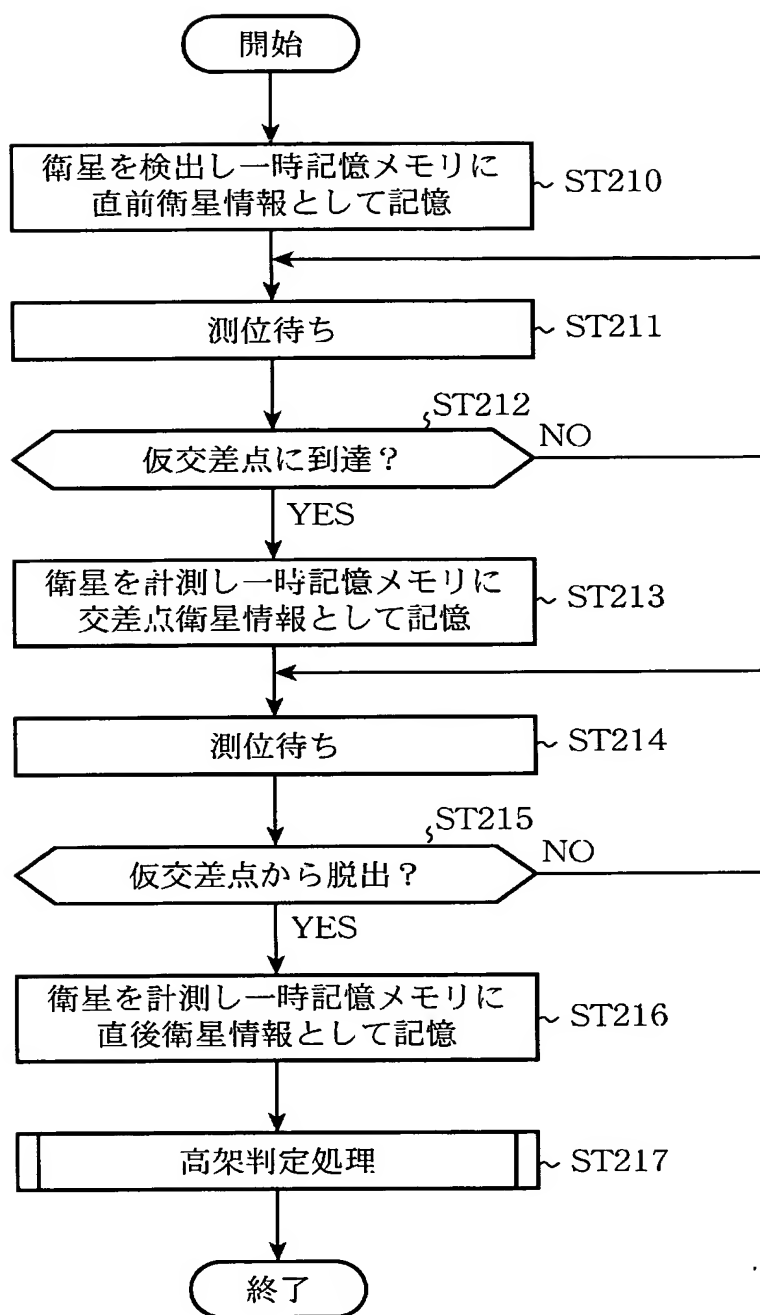 開始
衛星を検出し一時記憶メモリに
直前衛星情報として記憶
ST210
測位待ち
ST211
ST212
仮交差点に到達？
NO
YES
衛星を計測し一時記憶メモリに
交差点衛星情報として記憶
ST213
測位待ち
ST214
ST215
仮交差点から脱出？
NO
YES
衛星を計測し一時記憶メモリに
直後衛星情報として記憶
ST216
高架判定処理
ST217
終了